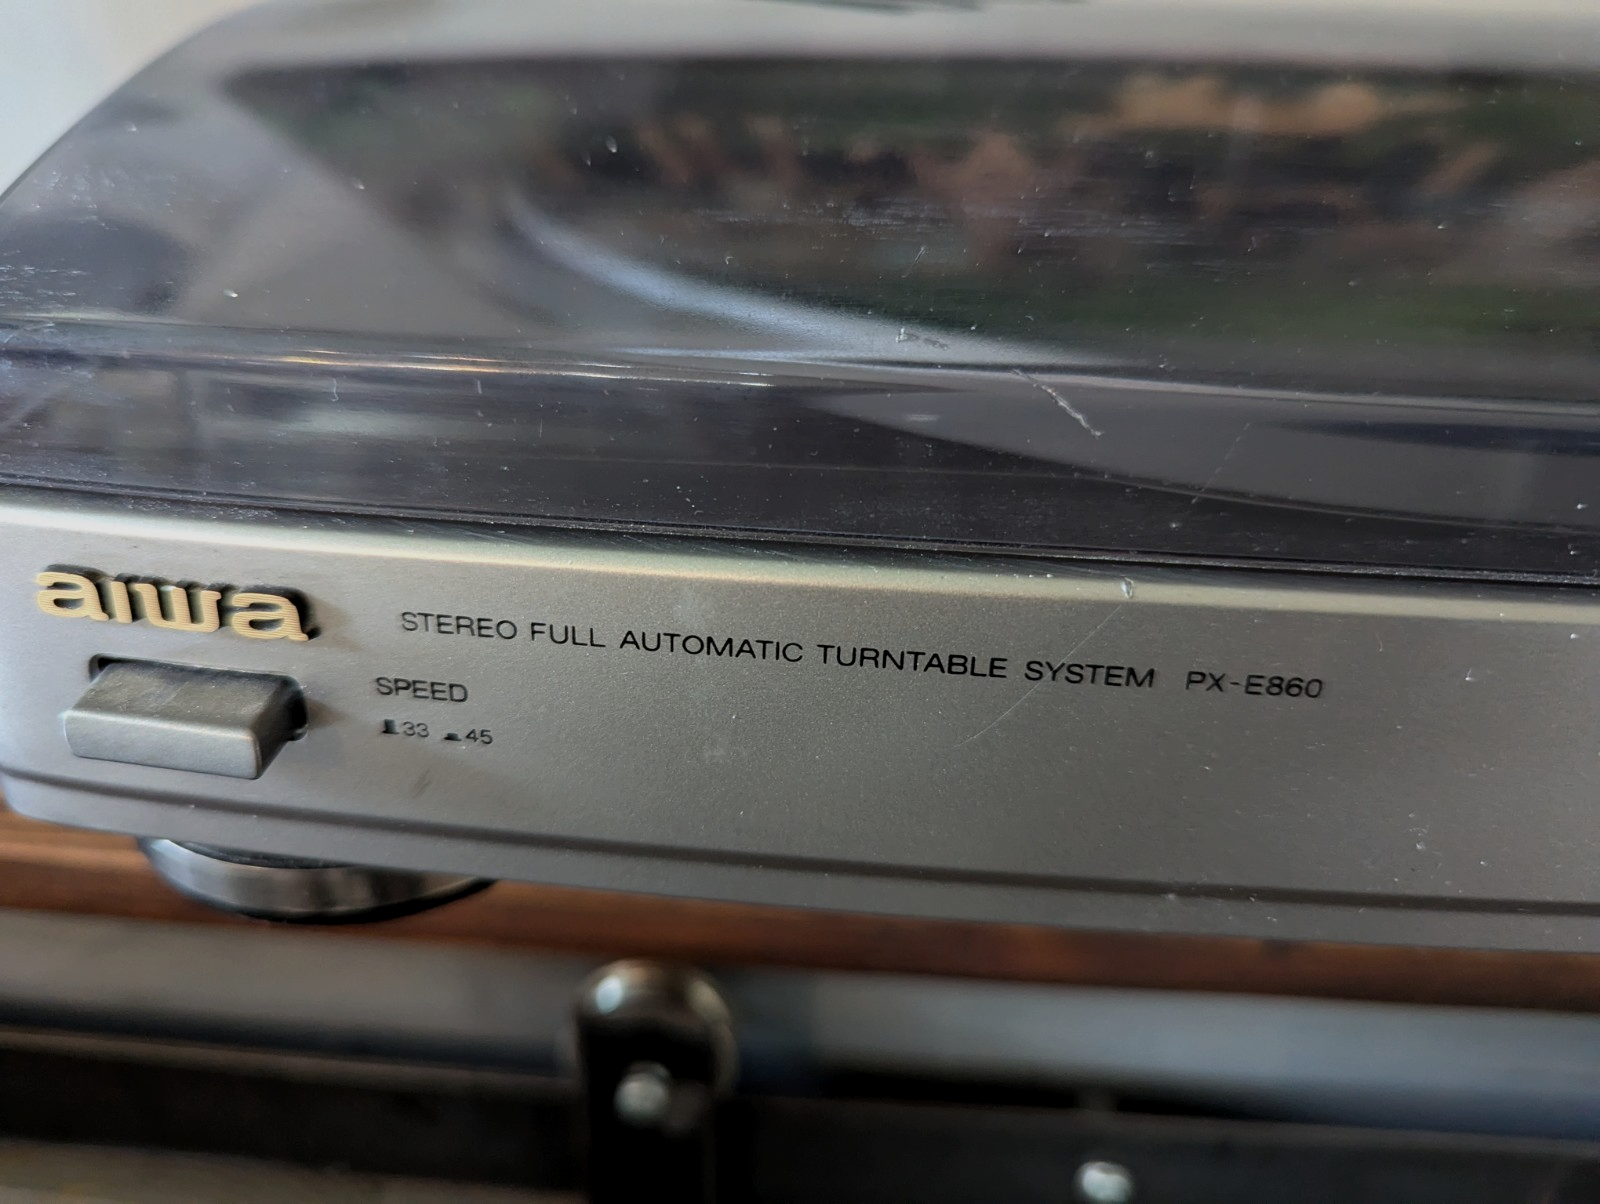 aiwa
STEREO FULL AUTOMATIC TURNTABLE SYSTEM PX-E860
SPEED
33 45